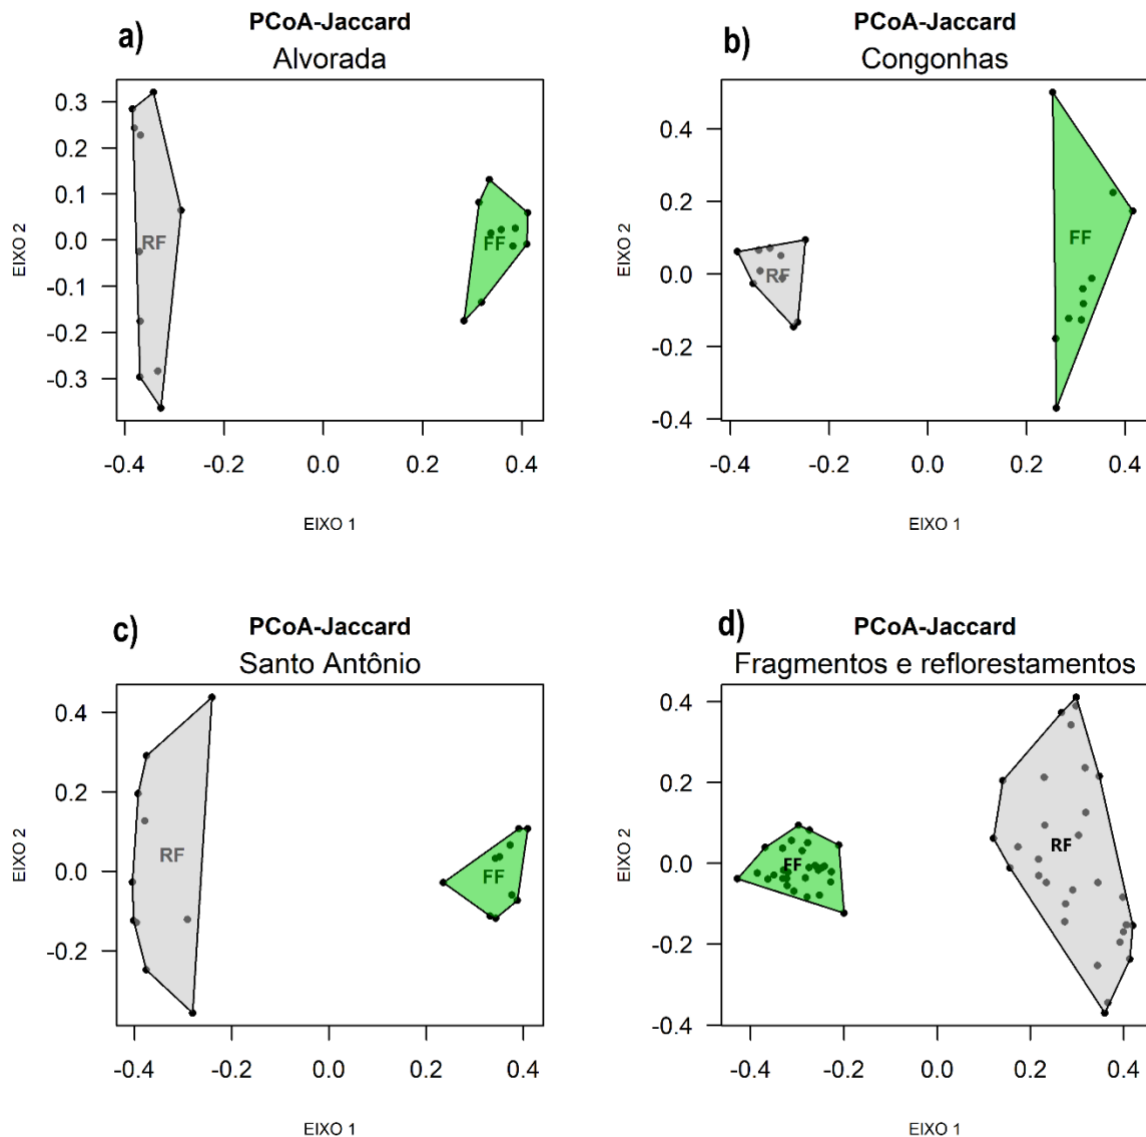 a)
PCoA-Jaccard
Alvorada
0.3
0.2
0.1
0.0
-0.1
-0.2
-0.3
EIXO 2
RF
FF
-0.4 -0.2 0.0 0.2 0.4
EIXO 1
b)
PCoA-Jaccard
Congonhas
0.4
0.2
0.0
-0.2
-0.4
EIXO 2
FF
RF
-0.4 -0.2 0.0 0.2 0.4
EIXO 1
c)
PCoA-Jaccard
Santo Antônio
0.4
0.2
0.0
-0.2
EIXO 2
RF
FF
-0.4 -0.2 0.0 0.2 0.4
EIXO 1
d)
PCoA-Jaccard
Fragmentos e reflorestamentos
0.4
0.2
0.0
-0.2
-0.4
EIXO 2
FF
RF
-0.4 -0.2 0.0 0.2 0.4
EIXO 1